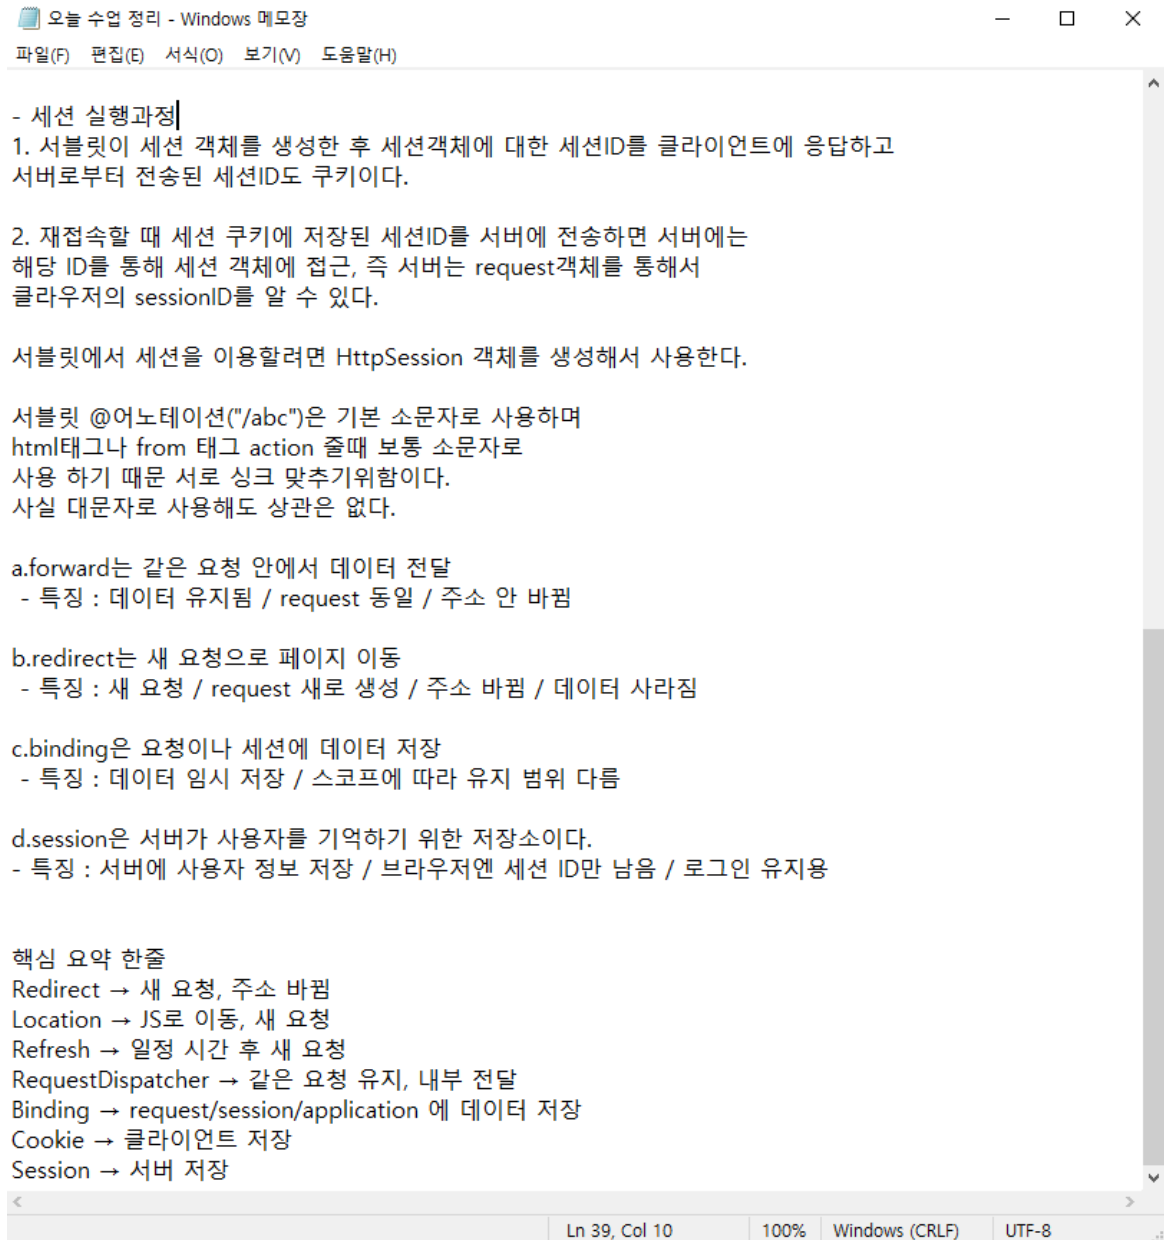 오늘 수업 정리 - Windows 메모장
파일(F) 편집(E) 서식(O) 보기(V) 도움말(H)
- 세션 실행과정
1. 서블릿이 세션 객체를 생성한 후 세션객체에 대한 세션ID를 클라이언트에 응답하고
서버로부터 전송된 세션ID도 쿠키이다.
2. 재접속할 때 세션 쿠키에 저장된 세션ID를 서버에 전송하면 서버에는
해당 ID를 통해 세션 객체에 접근, 즉 서버는 request객체를 통해서
클라우저의 sessionID를 알 수 있다.
서블릿에서 세션을 이용할려면 HttpSession 객체를 생성해서 사용한다.
서블릿 @어노테이션("/abc")은 기본 소문자로 사용하며
html태그나 from 태그 action 줄때 보통 소문자로
사용 하기 때문 서로 싱크 맞추기위함이다.
사실 대문자로 사용해도 상관은 없다.
a.forward는 같은 요청 안에서 데이터 전달
- 특징 : 데이터 유지됨 / request 동일 / 주소 안 바뀜
b.redirect는 새 요청으로 페이지 이동
- 특징 : 새 요청 / request 새로 생성 / 주소 바뀜 / 데이터 사라짐
c.binding은 요청이나 세션에 데이터 저장
- 특징 : 데이터 임시 저장 / 스코프에 따라 유지 범위 다름
d.session은 서버가 사용자를 기억하기 위한 저장소이다.
- 특징 : 서버에 사용자 정보 저장 / 브라우저엔 세션 ID만 남음 / 로그인 유지용
핵심 요약 한줄
Redirect → 새 요청, 주소 바뀜
Location → JS로 이동, 새 요청
Refresh → 일정 시간 후 새 요청
RequestDispatcher → 같은 요청 유지, 내부 전달
Binding → request/session/application 에 데이터 저장
Cookie → 클라이언트 저장
Session → 서버 저장
Ln 39, Col 10 100% Windows (CRLF) UTF-8